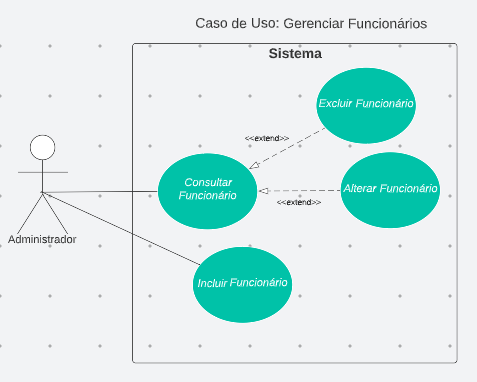 Caso de Uso: Gerenciar Funcionários
Sistema
Excluir Funcionário
<<extend>>
Consultar
Funcionário
Alterar Funcionário
<<extend>>
Administrador
Incluir Funcionário